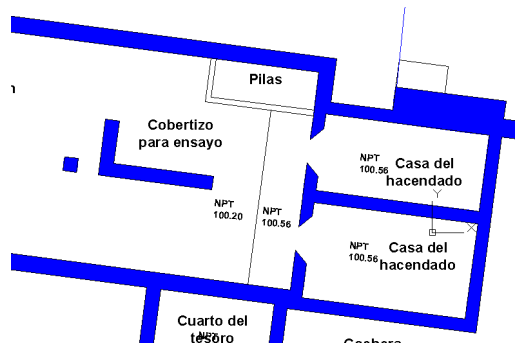 Pilas
Cobertizo
para ensayo
NPT
100.56
Casa del
hacendado
Y
NPT
100.20
NPT
100.56
X
NPT
100.56
Casa del
hacendado
Cuarto del
tesoro
NPT